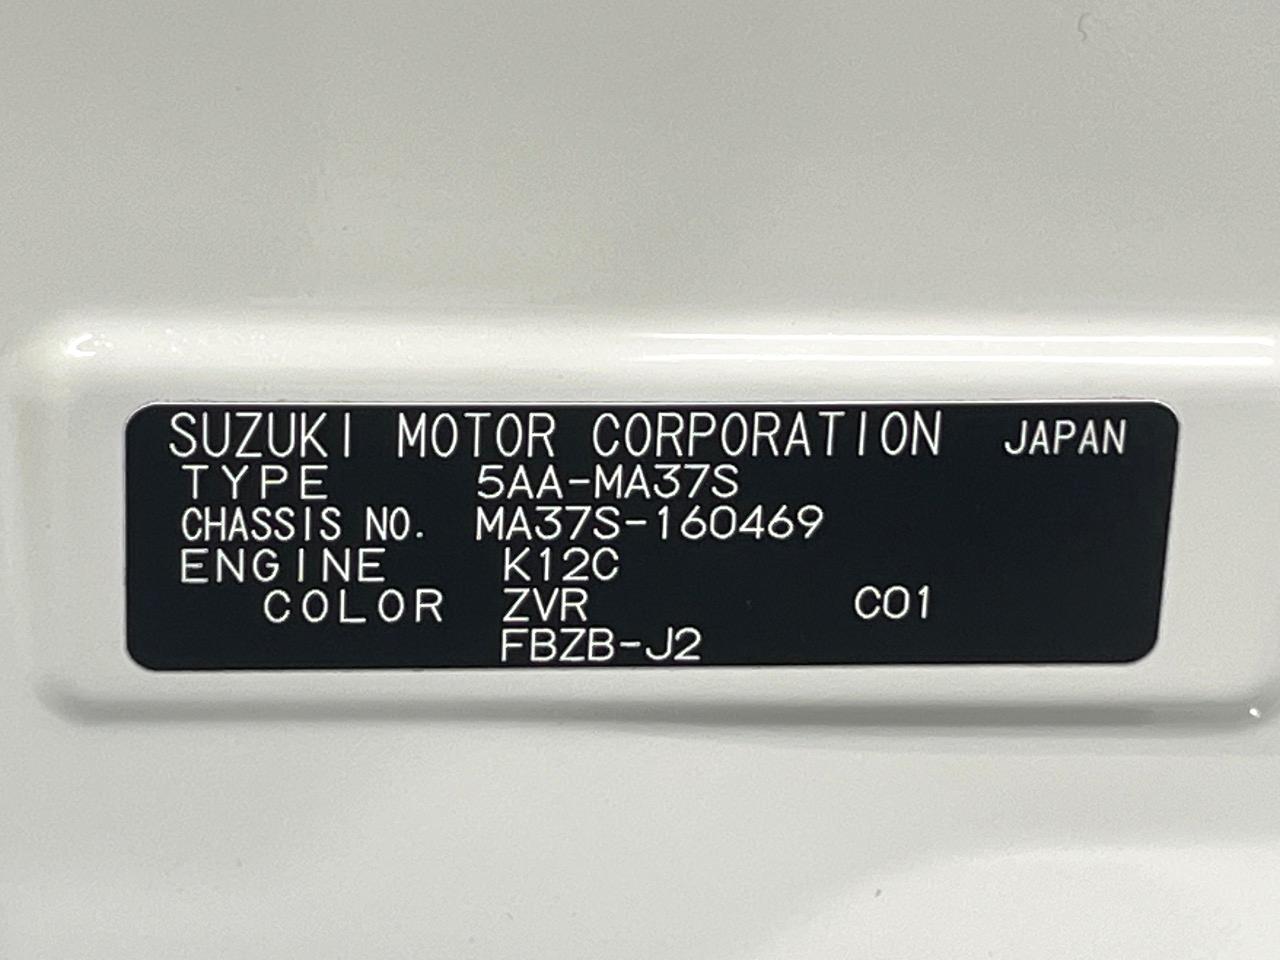 SUZUKI MOTOR CORPORATION JAPAN
TYPE 5AA-MA37S
CHASSIS NO. MA37S-160469
ENGINE K12C
COLOR ZVR C01
FBZB-J2